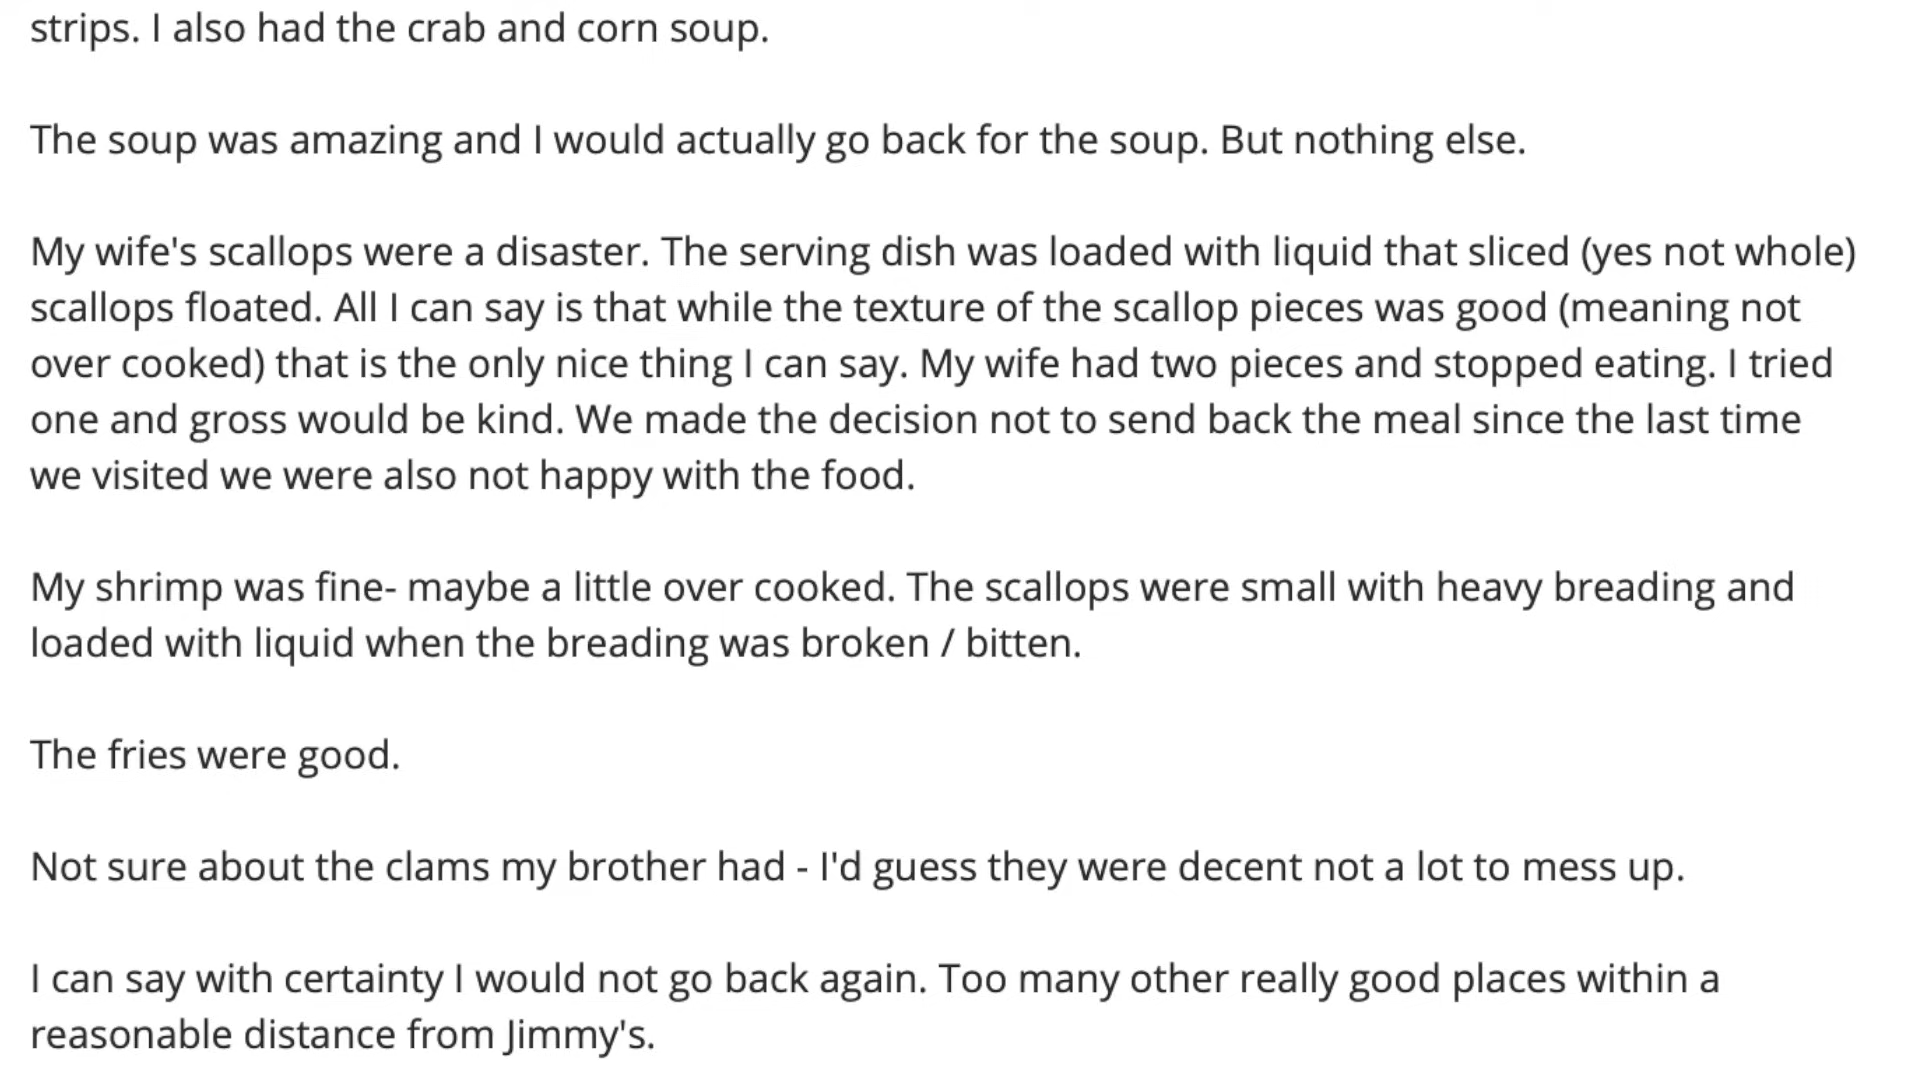 strips. I also had the crab and corn soup.
The soup was amazing and I would actually go back for the soup. But nothing else.
My wife's scallops were a disaster. The serving dish was loaded with liquid that sliced (yes not whole)
scallops floated. All I can say is that while the texture of the scallop pieces was good (meaning not
over cooked) that is the only nice thing I can say. My wife had two pieces and stopped eating. I tried
one and gross would be kind. We made the decision not to send back the meal since the last time
we visited we were also not happy with the food.
My shrimp was fine- maybe a little over cooked. The scallops were small with heavy breading and
loaded with liquid when the breading was broken / bitten.
The fries were good.
Not sure about the clams my brother had - I'd guess they were decent not a lot to mess up.
I can say with certainty I would not go back again. Too many other really good places within a
reasonable distance from Jimmy's.